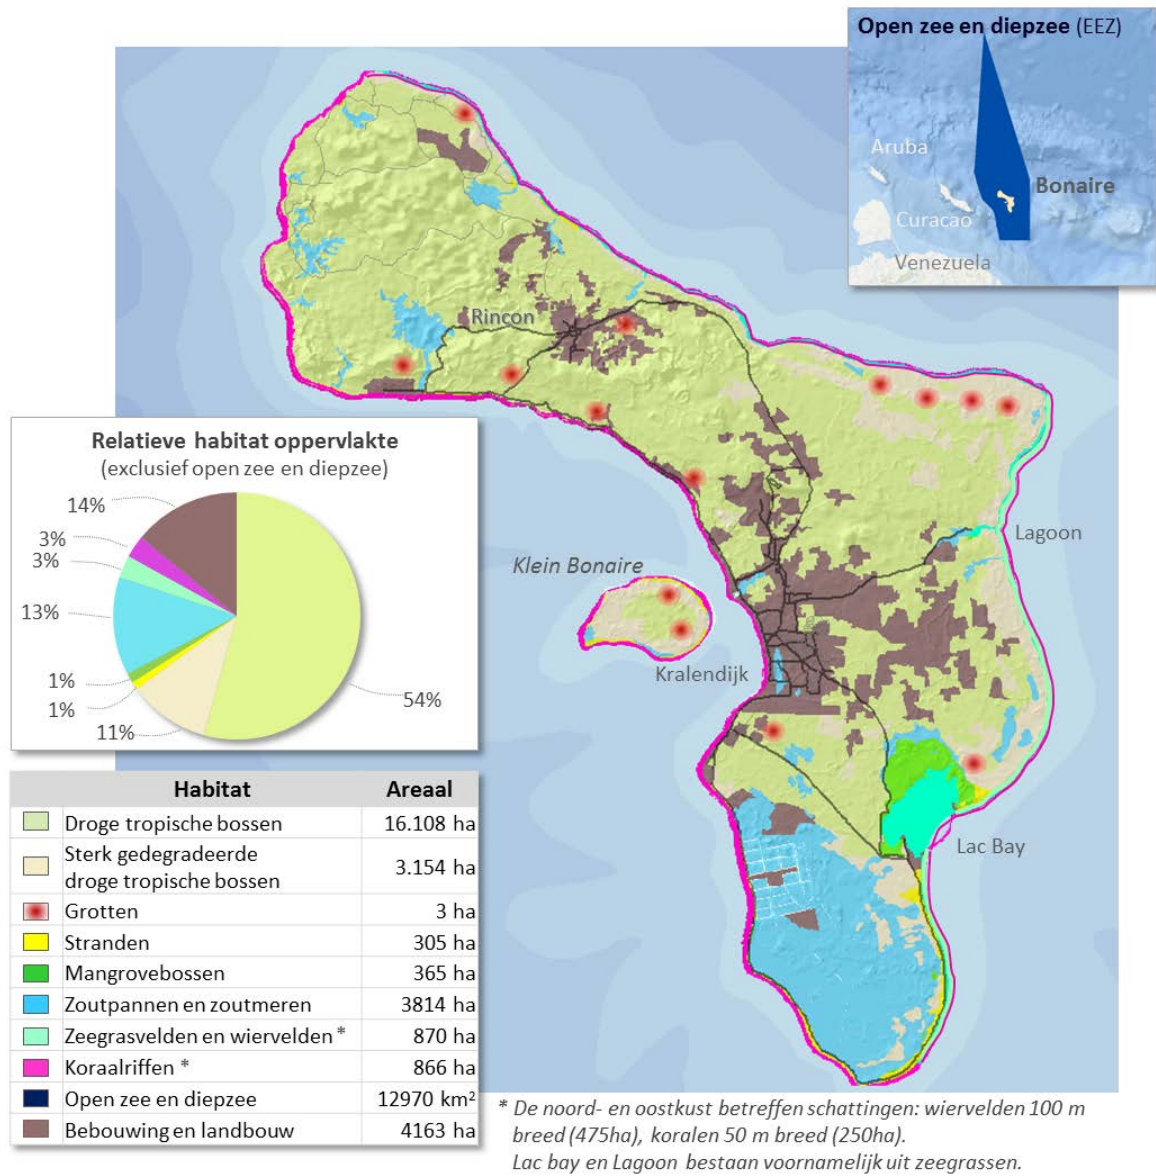 Open zee en diepzee (EEZ)
Aruba
Bonaire
Curacao
Venezuela
Rincon
Relatieve habitat oppervlakte
(exclusief open zee en diepzee)
14%
3%
3%
13%
1%
1%
11%
54%
Klein Bonaire
Lagoon
Kralendijk
Lac Bay
Habitat Areaal
Droge tropische bossen 16.108 ha
Sterk gedegradeerde
droge tropische bossen 3.154 ha
Grotten 3 ha
Stranden 305 ha
Mangrovebossen 365 ha
Zoutpannen en zoutmeren 3814 ha
Zeegrasvelden en wiervelden * 870 ha
Koraalriffen * 866 ha
Open zee en diepzee 12970 km²
Bebouwing en landbouw 4163 ha
* De noord- en oostkust betreffen schattingen: wiervelden 100 m
breed (475ha), koralen 50 m breed (250ha).
Lac bay en Lagoon bestaan voornamelijk uit zeegrassen.